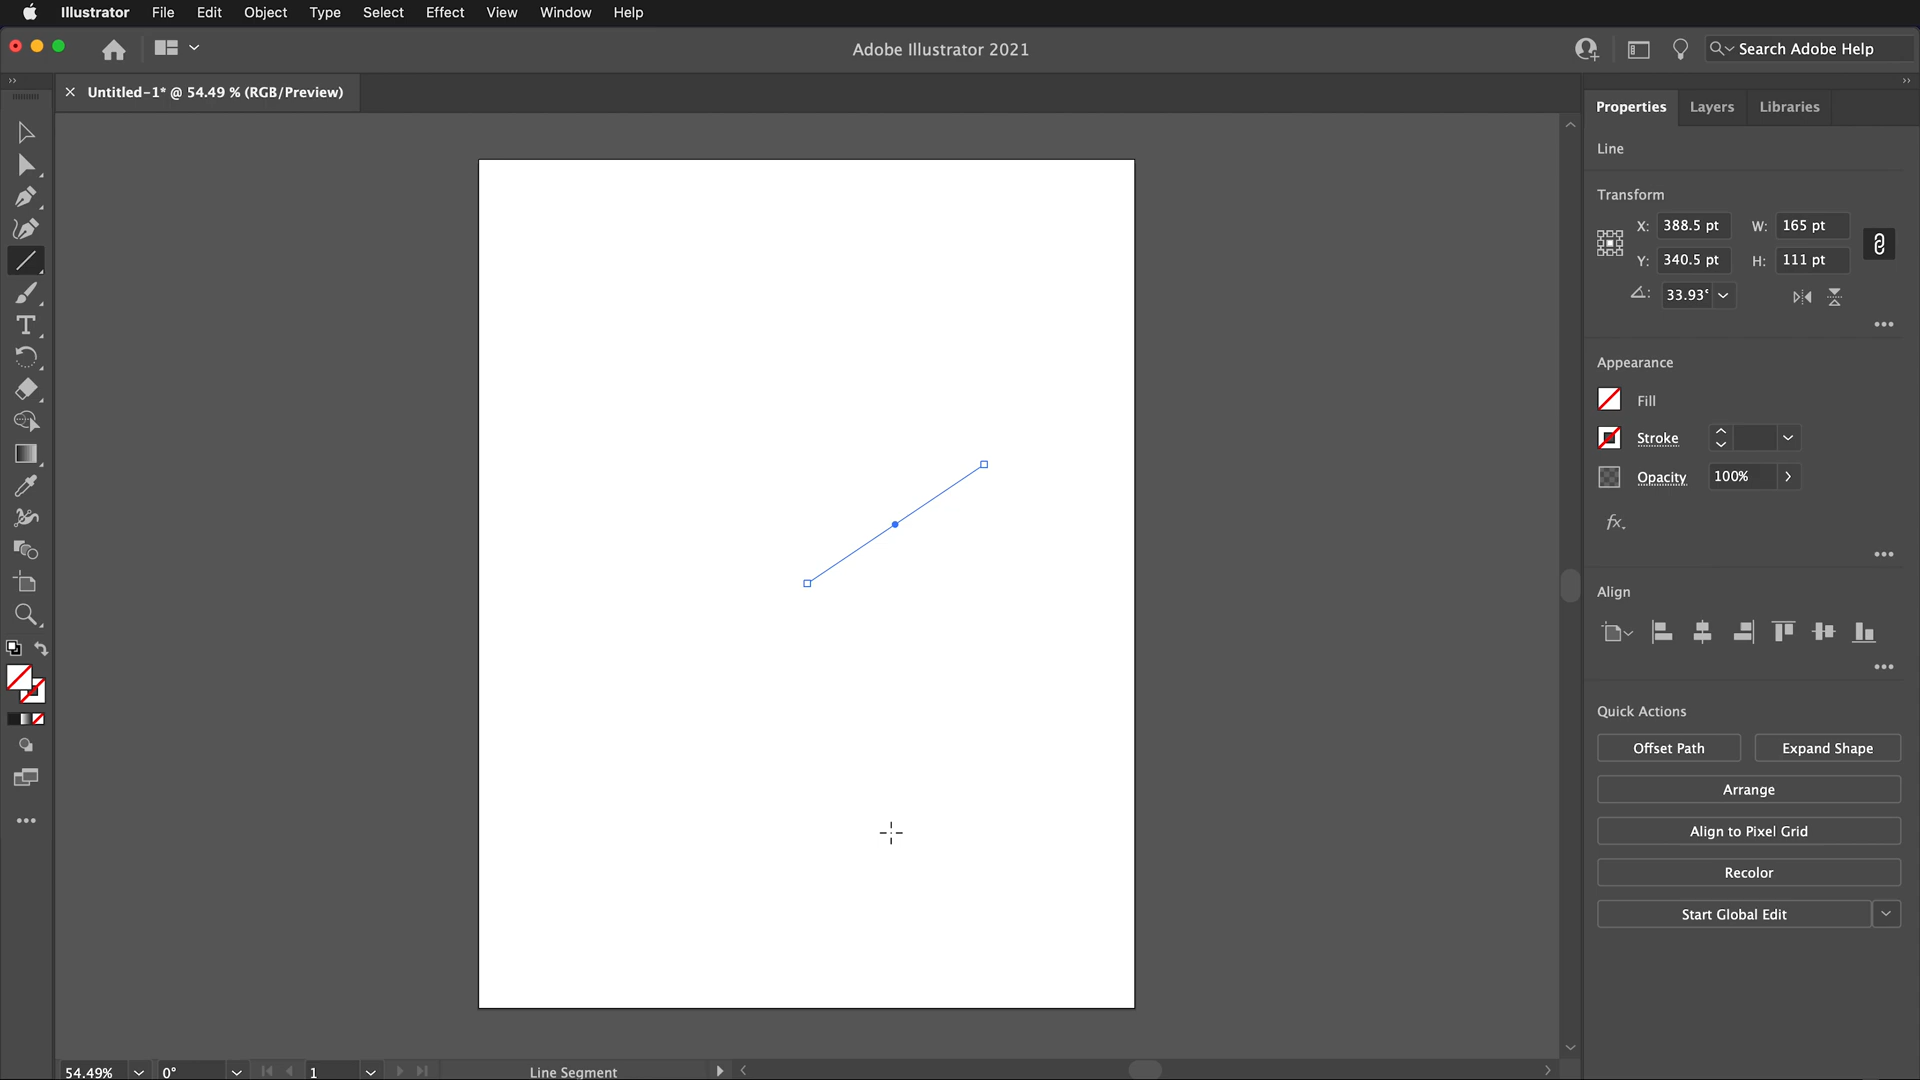 Illustrator File Edit Object Type Select Effect View Window Help
Adobe Illustrator 2021
Search Adobe Help
Untitled-1* @ 54.49 % (RGB/Preview)
Properties Layers Libraries
Line
Transform
X: 388.5 pt W: 165 pt
Y: 340.5 pt H: 111 pt
33.93°
Appearance
Fill
Stroke
Opacity 100%
fx
Align
Quick Actions
Offset Path Expand Shape
Arrange
Align to Pixel Grid
Recolor
Start Global Edit
54.49% 0° 1 Line Segment